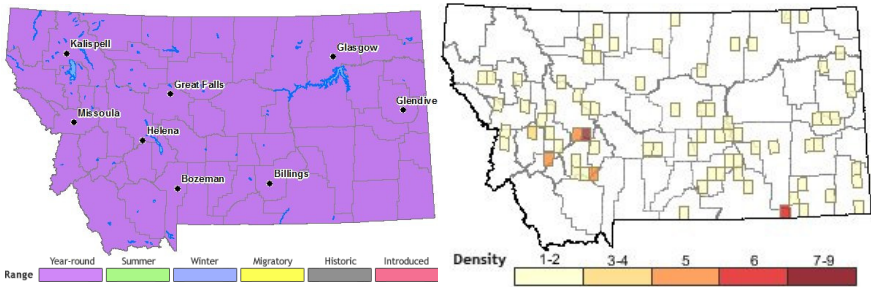 Kalispell
Glasgow
Great Falls
Glendive
Missoula
Helena
Bozeman
Billings
Range Year-round Summer Winter Migratory Historic Introduced
Density 1-2 3-4 5 6 7-9